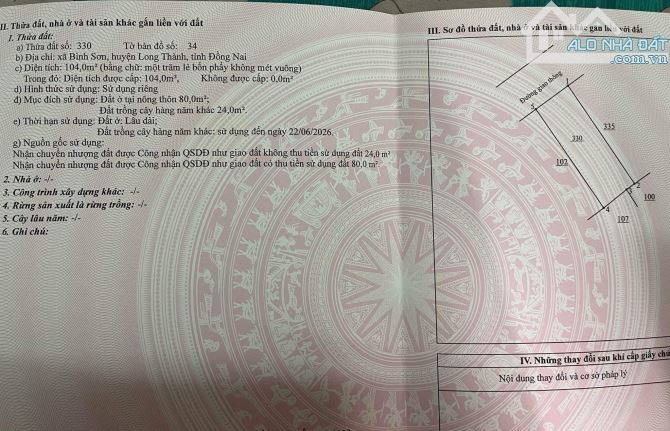 II. Thửa đất, nhà ở và tài sản khác gắn liền với đất
1. Thửa đất:
a) Thửa đất số: 330 Tờ bản đồ số: 34
b) Địa chỉ: xã Bình Sơn, huyện Long Thành, tỉnh Đồng Nai
c) Diện tích: 104,0m² (bằng chữ: một trăm lẻ bốn phẩy không mét vuông)
Trong đó: Diện tích được cấp: 104,0m², Không được cấp: 0,0m²
d) Hình thức sử dụng: Sử dụng riêng
đ) Mục đích sử dụng: Đất ở tại nông thôn 80,0m²;
Đất trồng cây hàng năm khác 24,0m².
e) Thời hạn sử dụng: Đất ở: Lâu dài;
Đất trồng cây hàng năm khác: sử dụng đến ngày 22/06/2026.
g) Nguồn gốc sử dụng:
Nhận chuyển nhượng đất được Công nhận QSDĐ như giao đất không thu tiền sử dụng đất 24,0 m²
Nhận chuyển nhượng đất được Công nhận QSDĐ như giao đất có thu tiền sử dụng đất 80,0 m²
2. Nhà ở: -/-
3. Công trình xây dựng khác: -/-
4. Rừng sản xuất là rừng trồng: -/-
5. Cây lâu năm: -/-
6. Ghi chú:
III. Sơ đồ thửa đất, nhà ở và tài sản khác gắn liền với đất
ALO NHÀ ĐẤT
.com.vn
Đường giao thông
1
5
335
330
102
2
3
100
4
107
IV. Những thay đổi sau khi cấp giấy
Nội dung thay đổi và cơ sở pháp lý